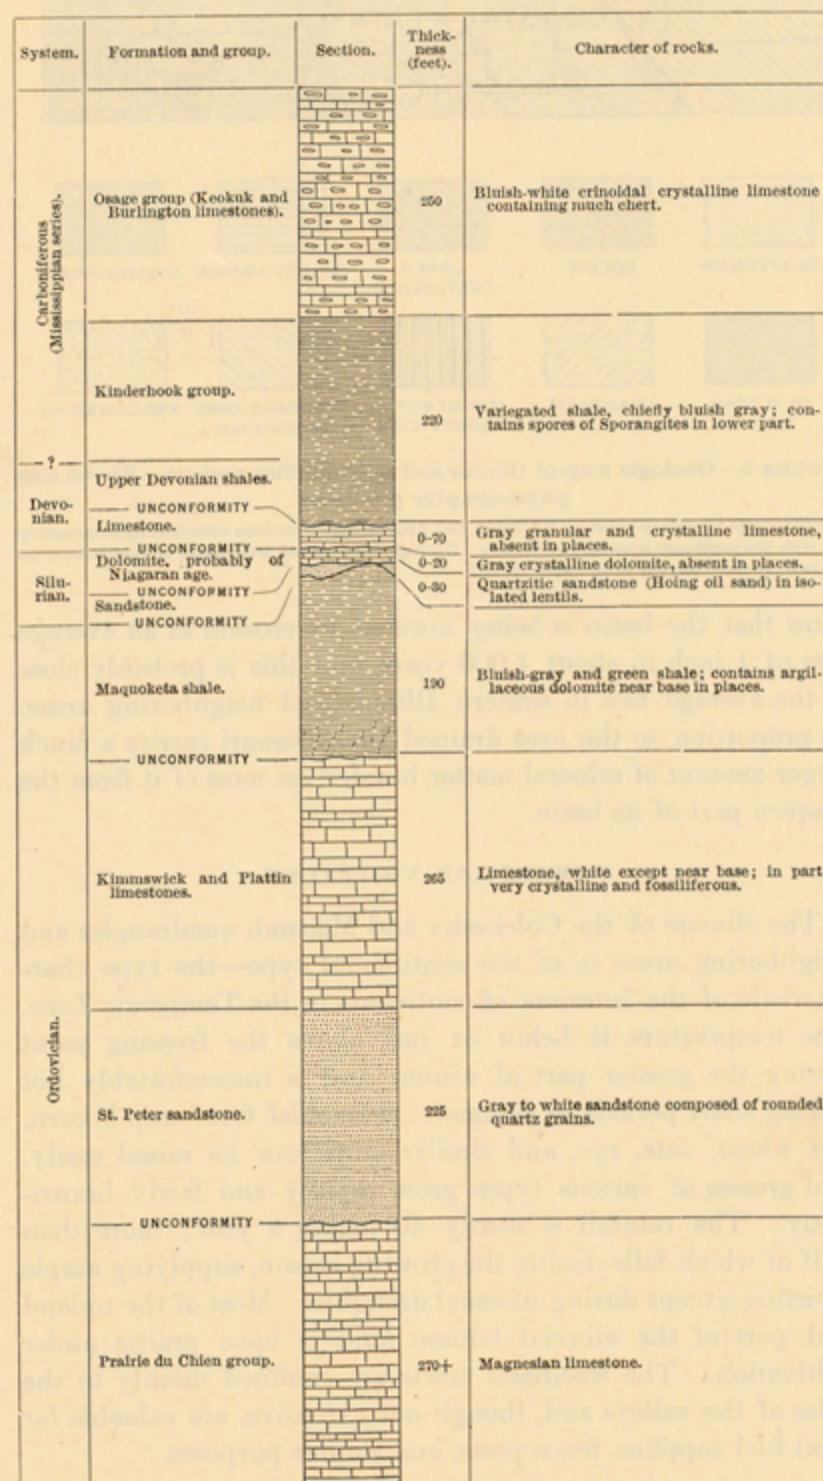 System.
Formation and group.
Section.
Thick-
ness
(feet).
Character of rocks.
Carboniferous
(Mississippian series).
Osage group (Keokuk and
Burlington limestones).
250
Bluish-white crinoidal crystalline limestone
containing much chert.
Kinderhook group.
220
Variegated shale, chiefly bluish gray; con-
tains spores of Sporangites in lower part.
?
Devo-
nian.
Upper Devonian shales.
UNCONFORMITY
Limestone.
0-70
Gray granular and crystalline limestone,
absent in places.
UNCONFORMITY
Silu-
rian.
Dolomite, probably of
Niagaran age.
0-20
Gray crystalline dolomite, absent in places.
UNCONFORMITY
Sandstone.
0-30
Quartzitic sandstone (Hoing oil sand) in iso-
lated lentils.
UNCONFORMITY
Ordovician.
Maquoketa shale.
190
Bluish-gray and green shale; contains argil-
laceous dolomite near base in places.
UNCONFORMITY
Kimmswick and Plattin
limestones.
265
Limestone, white except near base; in part
very crystalline and fossiliferous.
St. Peter sandstone.
225
Gray to white sandstone composed of rounded
quartz grains.
UNCONFORMITY
Prairie du Chien group.
270+
Magnesian limestone.